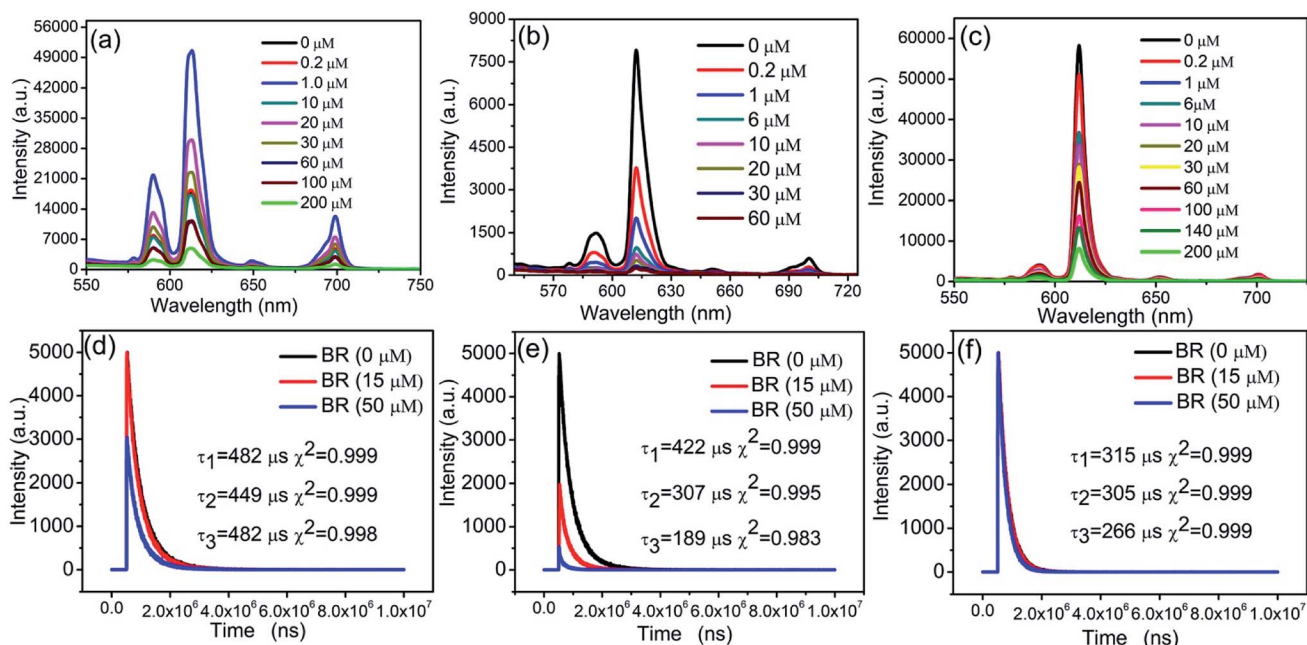 (a)
0 μM
0.2 μM
1.0 μM
10 μM
20 μM
30 μM
60 μM
100 μM
200 μM
56000
49000
42000
35000
28000
21000
14000
7000
0
Intensity (a.u.)
550 600 650 700 750
Wavelength (nm)
(b)
0 μM
0.2 μM
1 μM
6 μM
10 μM
20 μM
30 μM
60 μM
9000
7500
6000
4500
3000
1500
0
Intensity (a.u.)
570 600 630 660 690 720
Wavelength (nm)
(c)
0 μM
0.2 μM
1 μM
6μM
10 μM
20 μM
30 μM
60 μM
100 μM
140 μM
200 μM
60000
50000
40000
30000
20000
10000
0
Intensity (a.u.)
550 600 650 700
Wavelength (nm)
(d)
BR (0 μM)
BR (15 μM)
BR (50 μM)
τ1=482 μs χ2=0.999
τ2=449 μs χ2=0.999
τ3=482 μs χ2=0.998
5000
4000
3000
2000
1000
0
Intensity (a.u.)
0.0 2.0x10^6 4.0x10^6 6.0x10^6 8.0x10^6 1.0x10^7
Time (ns)
(e)
BR (0 μM)
BR (15 μM)
BR (50 μM)
τ1=422 μs χ2=0.999
τ2=307 μs χ2=0.995
τ3=189 μs χ2=0.983
5000
4000
3000
2000
1000
0
Intensity (a.u.)
0.0 2.0x10^6 4.0x10^6 6.0x10^6 8.0x10^6 1.0x10^7
Time (ns)
(f)
BR (0 μM)
BR (15 μM)
BR (50 μM)
τ1=315 μs χ2=0.999
τ2=305 μs χ2=0.999
τ3=266 μs χ2=0.999
5000
4000
3000
2000
1000
0
Intensity (a.u.)
0.0 2.0x10^6 4.0x10^6 6.0x10^6 8.0x10^6 1.0x10^7
Time (ns)